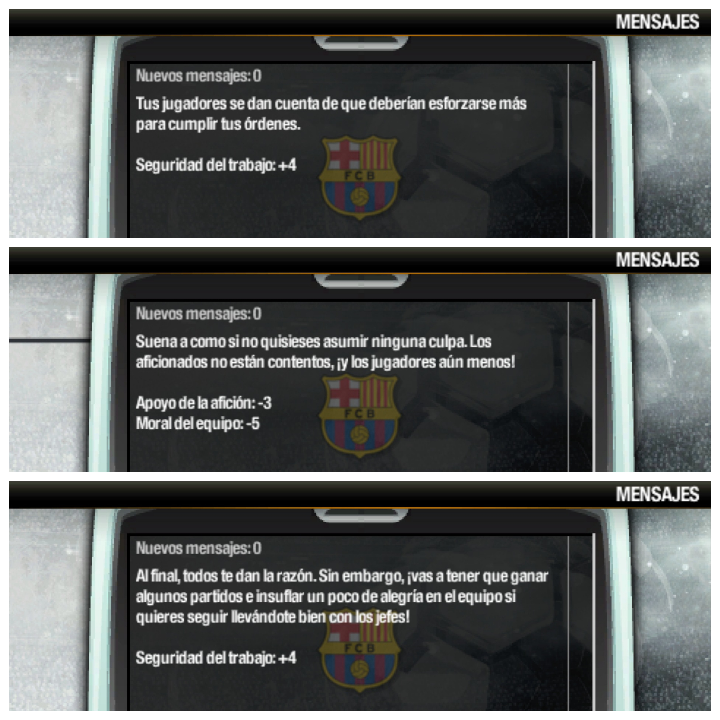 MENSAJES
Nuevos mensajes: 0
Tus jugadores se dan cuenta de que deberían esforzarse más
para cumplir tus órdenes.
Seguridad del trabajo: +4
FCB
MENSAJES
Nuevos mensajes: 0
Suena a como si no quisieses asumir ninguna culpa. Los
aficionados no están contentos, ¡y los jugadores aún menos!
Apoyo de la afición: -3
Moral del equipo: -5
FCB
MENSAJES
Nuevos mensajes: 0
Al final, todos te dan la razón. Sin embargo, ¡vas a tener que ganar
algunos partidos e insuflar un poco de alegría en el equipo si
quieres seguir llevándote bien con los jefes!
Seguridad del trabajo: +4
FCB